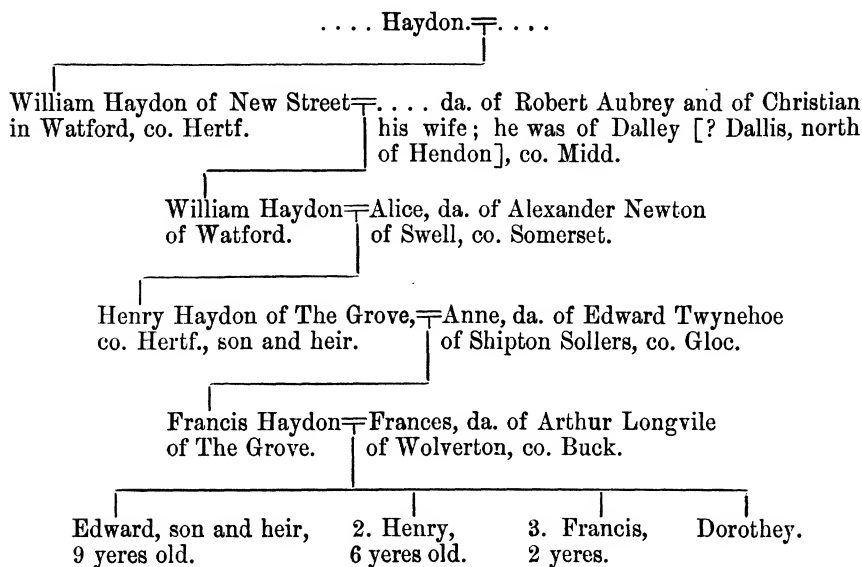 . . . . Haydon.=. . . .
William Haydon of New Street=. . . . da. of Robert Aubrey and of Christian
in Watford, co. Hertf. his wife; he was of Dalley [? Dallis, north
of Hendon], co. Midd.
William Haydon=Alice, da. of Alexander Newton
of Watford. of Swell, co. Somerset.
Henry Haydon of The Grove,=Anne, da. of Edward Twynehoe
co. Hertf., son and heir. of Shipton Sollers, co. Gloc.
Francis Haydon=Frances, da. of Arthur Longvile
of The Grove. of Wolverton, co. Buck.
Edward, son and heir, 2. Henry, 3. Francis, Dorothey.
9 yeres old. 6 yeres old. 2 yeres.